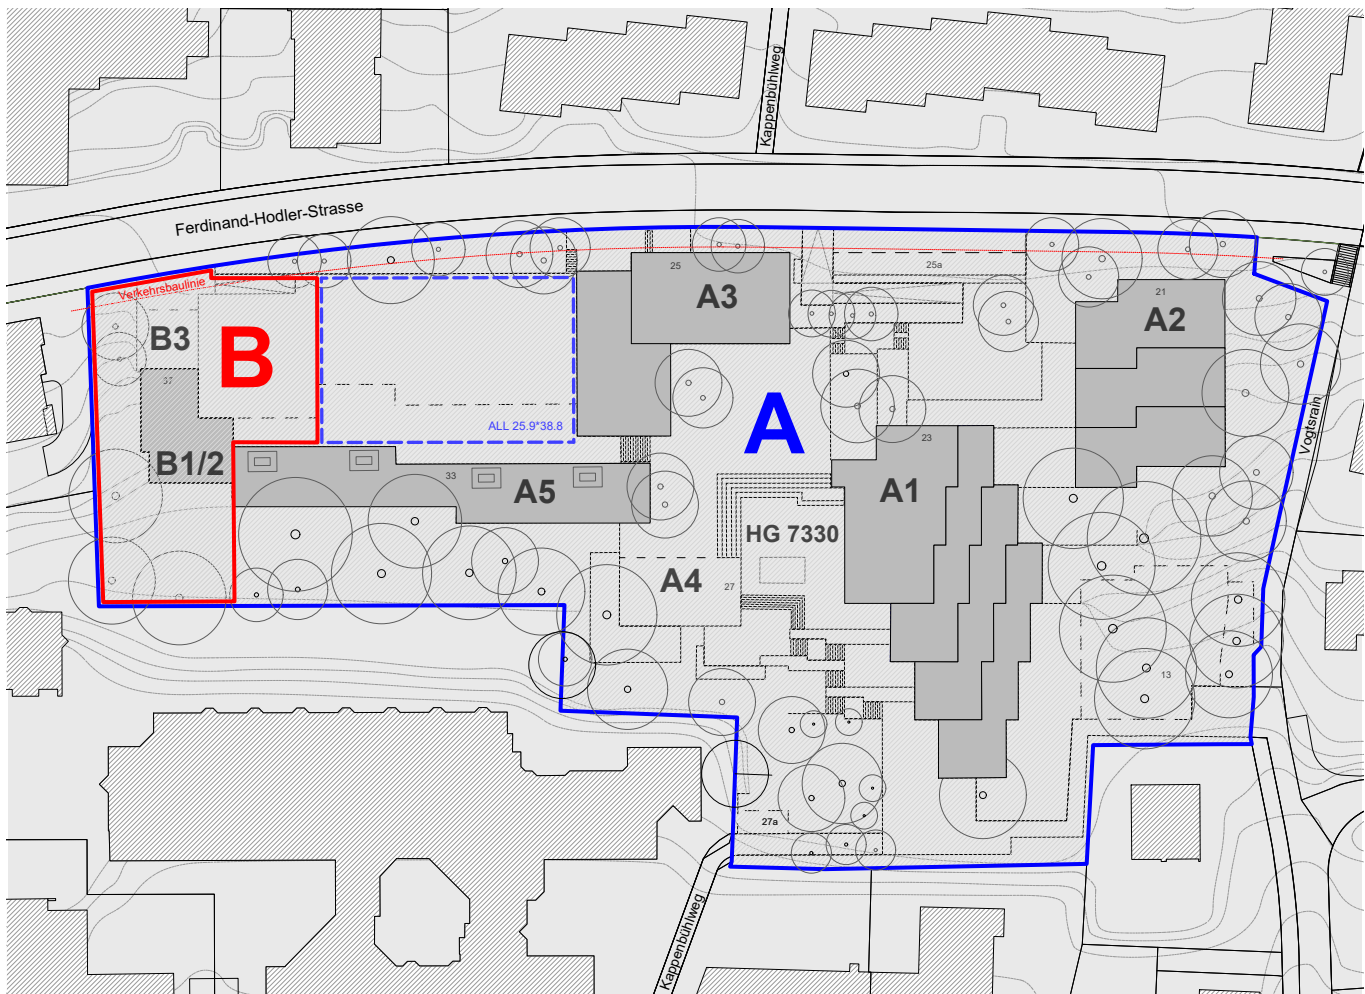 Kappenbühlweg
Ferdinand-Hodler-Strasse
Verkehrsbaulinie
25
25a
21
A3
A2
B3
B
37
A
ALL 25.9*38.8
23
Vogtsrain
B1/2
33
A5
A1
HG 7330
A4
27
13
27a
Kappenbühlweg